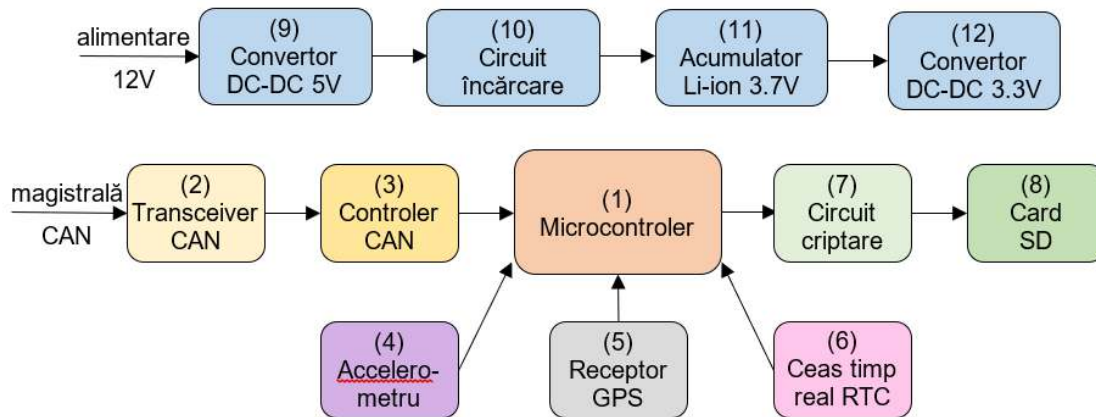 alimentare
12V
(9)
Convertor
DC-DC 5V
(10)
Circuit
încărcare
(11)
Acumulator
Li-ion 3.7V
(12)
Convertor
DC-DC 3.3V
magistrală
CAN
(2)
Transceiver
CAN
(3)
Controler
CAN
(1)
Microcontroler
(7)
Circuit
criptare
(8)
Card
SD
(4)
Accelero-
metru
(5)
Receptor
GPS
(6)
Ceas timp
real RTC